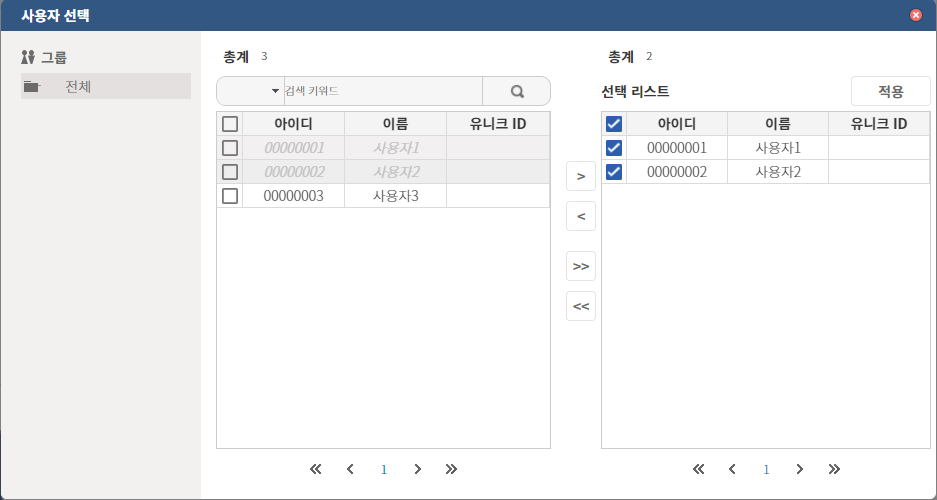 사용자 선택
그룹
전체
총계 3
검색 키워드
아이디 이름 유니크 ID
00000001 사용자1
00000002 사용자2
00000003 사용자3
>
<
>>
<<
1
총계 2
선택 리스트 적용
아이디 이름 유니크 ID
00000001 사용자1
00000002 사용자2
1